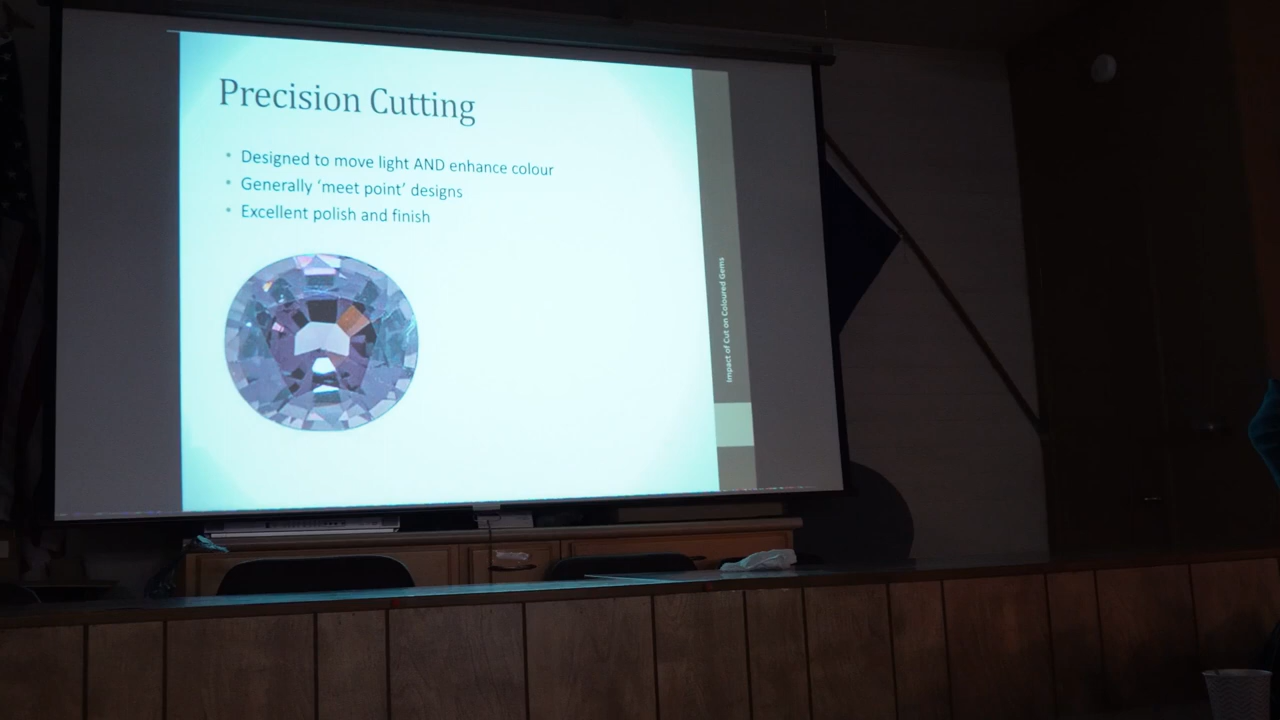 Precision Cutting
Designed to move light AND enhance colour
Generally ‘meet point’ designs
Excellent polish and finish
Impact of Cut on Coloured Gems